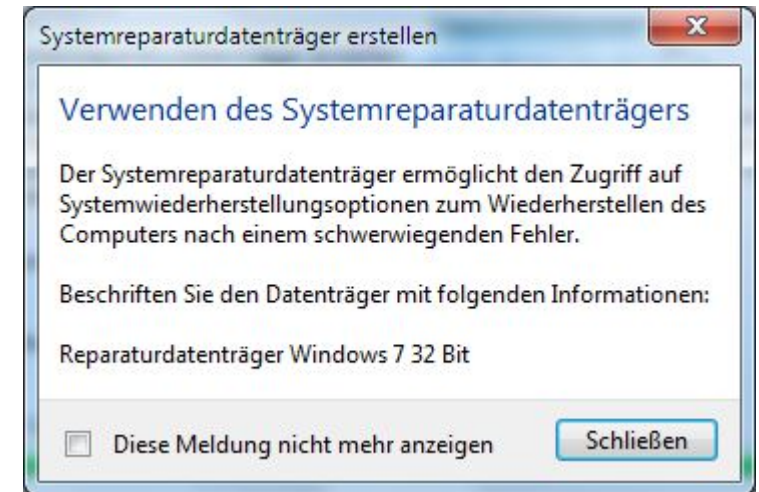 Systemreparaturdatenträger erstellen
Verwenden des Systemreparaturdatenträgers
Der Systemreparaturdatenträger ermöglicht den Zugriff auf
Systemwiederherstellungsoptionen zum Wiederherstellen des
Computers nach einem schwerwiegenden Fehler.
Beschriften Sie den Datenträger mit folgenden Informationen:
Reparaturdatenträger Windows 7 32 Bit
Diese Meldung nicht mehr anzeigen
Schließen